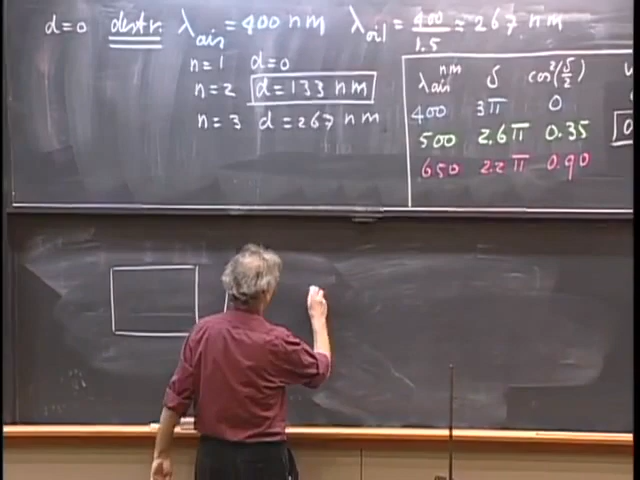 d=0 destr. λair = 400 nm λoil = 400/1.5 = 267 nm
n=1 d=0
n=2 d=133 nm
n=3 d=267 nm
λair nm δ cos²(δ/2)
400 3π 0
500 2.6π 0.35
650 2.2π 0.90